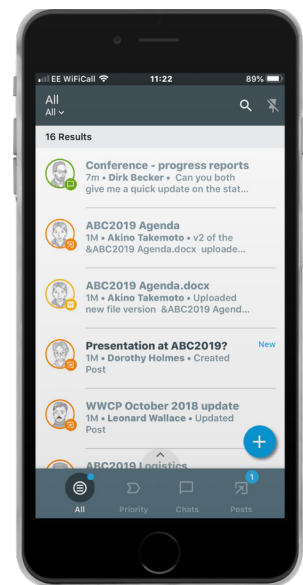 EE WiFiCall 11:22 89%
All
All
16 Results
Conference - progress reports
7m • Dirk Becker • Can you both
give me a quick update on the stat...
ABC2019 Agenda
1M • Akino Takemoto • v2 of the
&ABC2019 Agenda.docx uploade...
ABC2019 Agenda.docx
1M • Akino Takemoto • Uploaded
new file version &ABC2019 Agend...
Presentation at ABC2019? New
1M • Dorothy Holmes • Created
Post
WWCP October 2018 update
1M • Leonard Wallace • Updated
Post
ABC2019 Logistics
1
All Priority Chats Posts